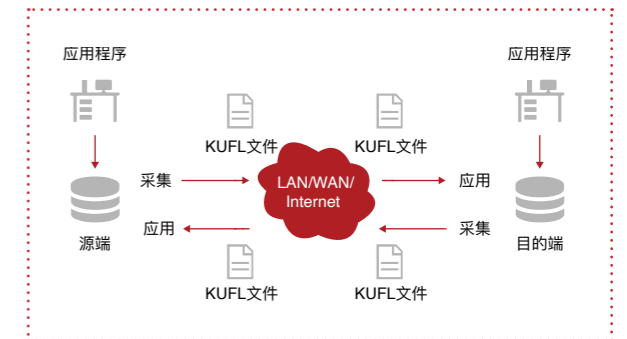 应用程序
应用程序
KUFL文件
KUFL文件
采集
LAN/WAN/
Internet
应用
应用
采集
源端
目的端
KUFL文件
KUFL文件